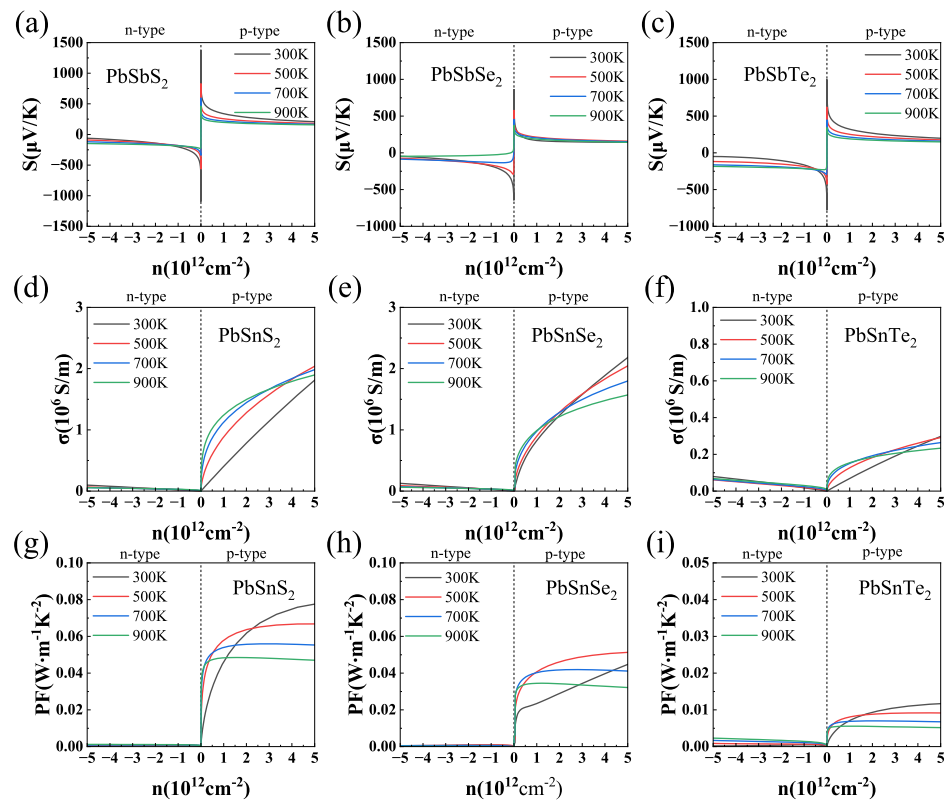 (a)
n-type p-type
PbSbS2
300K
500K
700K
900K
S(μV/K)
1500
1000
500
0
−500
−1000
−1500
−5 −4 −3 −2 −1 0 1 2 3 4 5
n(10^12cm^-2)
(b)
n-type p-type
PbSbSe2
300K
500K
700K
900K
S(μV/K)
1500
1000
500
0
−500
−1000
−5 −4 −3 −2 −1 0 1 2 3 4 5
n(10^12cm^-2)
(c)
n-type p-type
PbSbTe2
300K
500K
700K
900K
S(μV/K)
1500
1000
500
0
−500
−1000
−5 −4 −3 −2 −1 0 1 2 3 4 5
n(10^12cm^-2)
(d)
n-type p-type
300K
500K
700K
900K
PbSnS2
σ(10^6 S/m)
3
2
1
0
−5 −4 −3 −2 −1 0 1 2 3 4 5
n(10^12cm^-2)
(e)
n-type p-type
300K
500K
700K
900K
PbSnSe2
σ(10^6 S/m)
3
2
1
0
−5 −4 −3 −2 −1 0 1 2 3 4 5
n(10^12cm^-2)
(f)
n-type p-type
300K
500K
700K
900K
PbSnTe2
σ(10^6 S/m)
1.0
0.8
0.6
0.4
0.2
0.0
−5 −4 −3 −2 −1 0 1 2 3 4 5
n(10^12cm^-2)
(g)
n-type p-type
300K
500K
700K
900K
PbSnS2
PF(W·m^-1K^-2)
0.10
0.08
0.06
0.04
0.02
0.00
−5 −4 −3 −2 −1 0 1 2 3 4 5
n(10^12cm^-2)
(h)
n-type p-type
300K
500K
700K
900K
PbSnSe2
PF(W·m^-1K^-2)
0.10
0.08
0.06
0.04
0.02
0.00
−5 −4 −3 −2 −1 0 1 2 3 4 5
n(10^12cm^-2)
(i)
n-type p-type
300K
500K
700K
900K
PbSnTe2
PF(W·m^-1K^-2)
0.05
0.04
0.03
0.02
0.01
0.00
−5 −4 −3 −2 −1 0 1 2 3 4 5
n(10^12cm^-2)